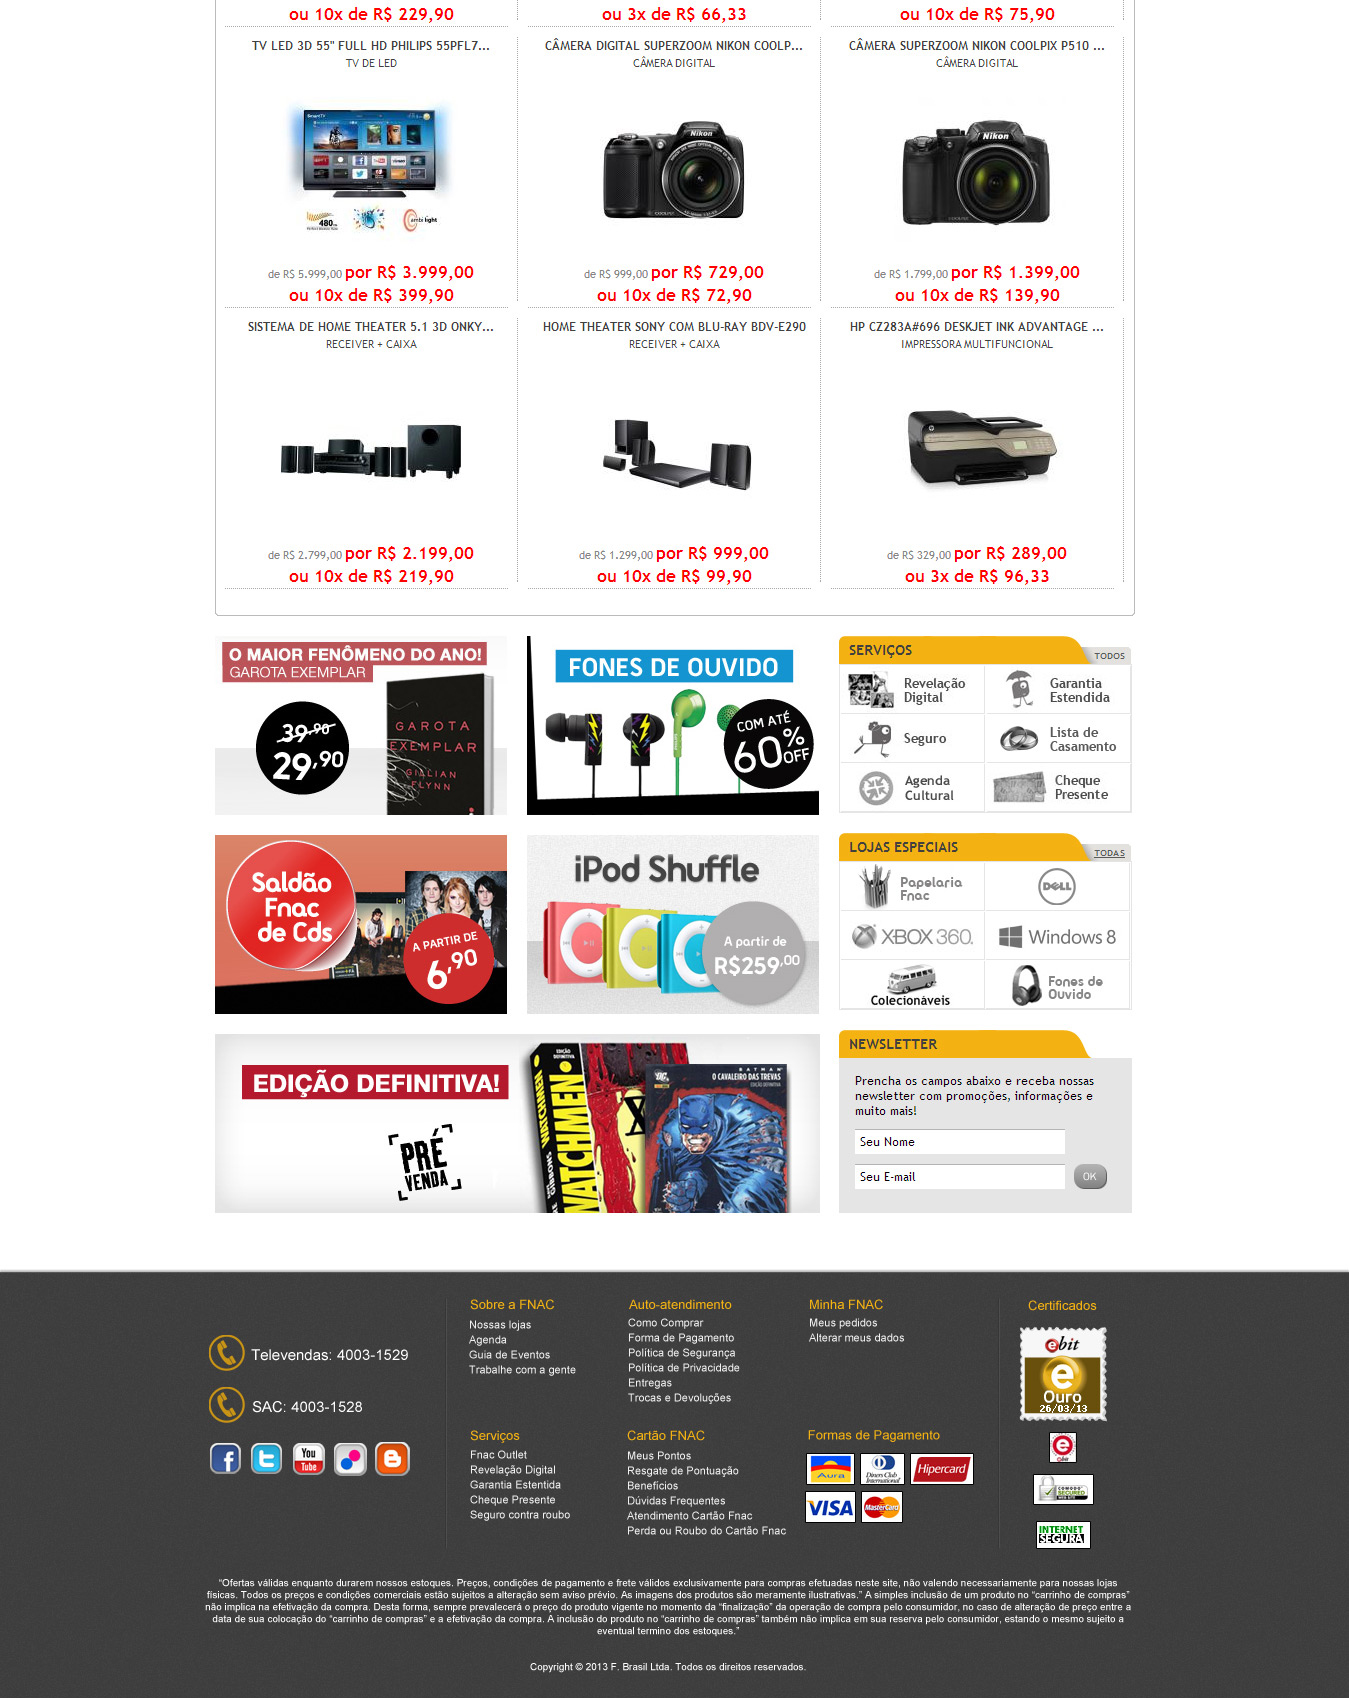 ou 10x de R$ 229,90
ou 3x de R$ 66,33
ou 10x de R$ 75,90
TV LED 3D 55" FULL HD PHILIPS 55PFL7...
TV DE LED
CÂMERA DIGITAL SUPERZOOM NIKON COOLP...
CÂMERA DIGITAL
CÂMERA SUPERZOOM NIKON COOLPIX P510 ...
CÂMERA DIGITAL
SmartTV
480
ambi light
Nikon
COOLPIX
Nikon
COOLPIX
de R$ 5.999,00 por R$ 3.999,00
ou 10x de R$ 399,90
de R$ 999,00 por R$ 729,00
ou 10x de R$ 72,90
de R$ 1.799,00 por R$ 1.399,00
ou 10x de R$ 139,90
SISTEMA DE HOME THEATER 5.1 3D ONKY...
RECEIVER + CAIXA
HOME THEATER SONY COM BLU-RAY BDV-E290
RECEIVER + CAIXA
HP CZ283A#696 DESKJET INK ADVANTAGE ...
IMPRESSORA MULTIFUNCIONAL
de R$ 2.799,00 por R$ 2.199,00
ou 10x de R$ 219,90
de R$ 1.299,00 por R$ 999,00
ou 10x de R$ 99,90
de R$ 329,00 por R$ 289,00
ou 3x de R$ 96,33
O MAIOR FENÔMENO DO ANO!
GAROTA EXEMPLAR
39,90
29,90
GAROTA
EXEMPLAR
GILLIAN
FLYNN
FONES DE OUVIDO
COM ATÉ
60%
OFF
SERVIÇOS
TODOS
Revelação
Digital
Garantia
Estendida
Seguro
Lista de
Casamento
Agenda
Cultural
Cheque
Presente
Saldão
Fnac
de Cds
A PARTIR DE
6,90
iPod Shuffle
A partir de
R$259,00
LOJAS ESPECIAIS
TODAS
Papelaria
Fnac
DELL
XBOX 360.
Windows 8
Colecionáveis
Fones de
Ouvido
EDIÇÃO DEFINITIVA!
PRÉ
VENDA
EDIÇÃO
DEFINITIVA
WATCHMEN
WATCHMEN
GIBBONS
DC
BATMAN
O CAVALEIRO DAS TREVAS
EDIÇÃO DEFINITIVA
NEWSLETTER
Prencha os campos abaixo e receba nossas
newsletter com promoções, informações e
muito mais!
Seu Nome
Seu E-mail
OK
Televendas: 4003-1529
SAC: 4003-1528
You
Tube
Sobre a FNAC
Nossas lojas
Agenda
Guia de Eventos
Trabalhe com a gente
Auto-atendimento
Como Comprar
Forma de Pagamento
Política de Segurança
Política de Privacidade
Entregas
Trocas e Devoluções
Minha FNAC
Meus pedidos
Alterar meus dados
Serviços
Fnac Outlet
Revelação Digital
Garantia Estentida
Cheque Presente
Seguro contra roubo
Cartão FNAC
Meus Pontos
Resgate de Pontuação
Benefícios
Dúvidas Frequentes
Atendimento Cartão Fnac
Perda ou Roubo do Cartão Fnac
Formas de Pagamento
Aura
Diners Club
International
Hipercard
VISA
MasterCard
Certificados
ebit
e
Ouro
26/03/13
COMODO
SECURED
INTERNET
SEGURA
“Ofertas válidas enquanto durarem nossos estoques. Preços, condições de pagamento e frete válidos exclusivamente para compras efetuadas neste site, não valendo necessariamente para nossas lojas
físicas. Todos os preços e condições comerciais estão sujeitos a alteração sem aviso prévio. As imagens dos produtos são meramente ilustrativas.” A simples inclusão de um produto no “carrinho de compras”
não implica na efetivação da compra. Desta forma, sempre prevalecerá o preço do produto vigente no momento da “finalização” da operação de compra pelo consumidor, no caso de alteração de preço entre a
data de sua colocação do “carrinho de compras” e a efetivação da compra. A inclusão do produto no “carrinho de compras” também não implica em sua reserva pelo consumidor, estando o mesmo sujeito a
eventual termino dos estoques.”
Copyright © 2013 F. Brasil Ltda. Todos os direitos reservados.